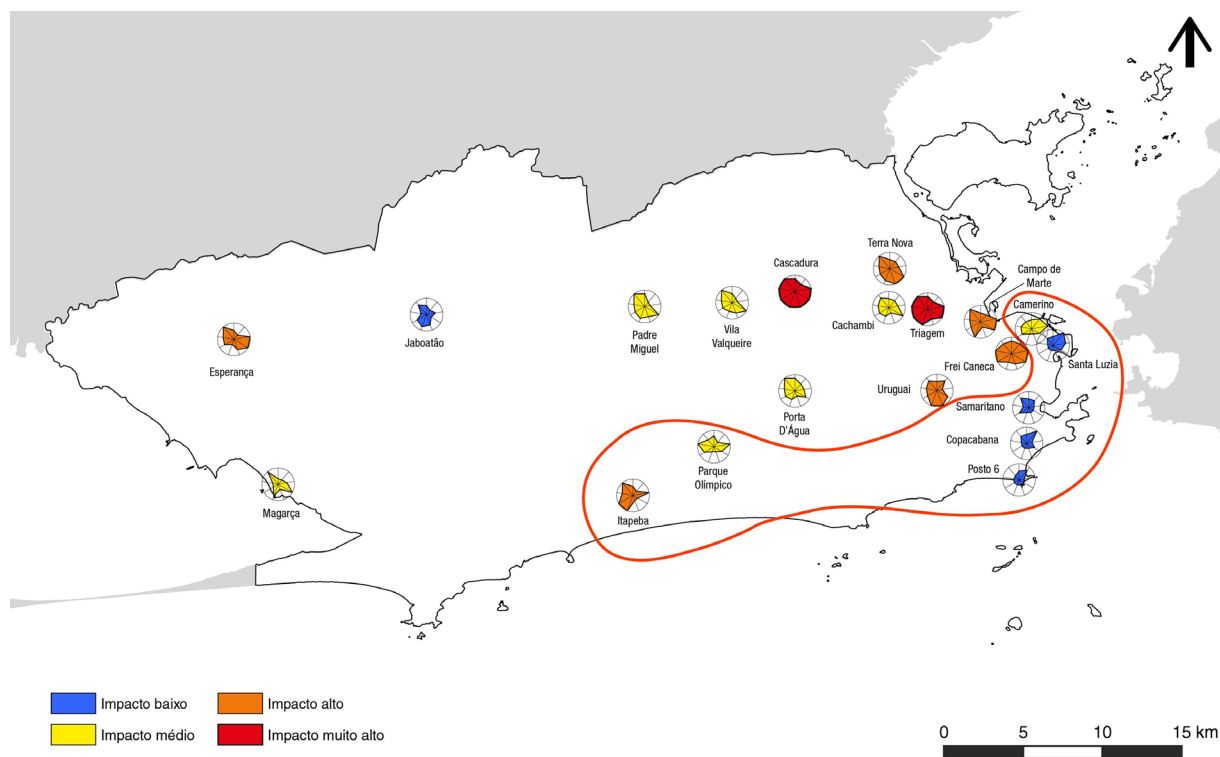 Terra Nova
Cascadura
Campo de
Marte
Camerino
Cachambi
Triagem
Padre
Miguel
Vila
Valqueire
Jaboatão
Esperança
Frei Caneca
Santa Luzia
Uruguai
Samaritano
Porta
D'Água
Copacabana
Posto 6
Parque
Olímpico
Itapeba
Magarça
Impacto baixo
Impacto alto
Impacto médio
Impacto muito alto
0 5 10 15 km